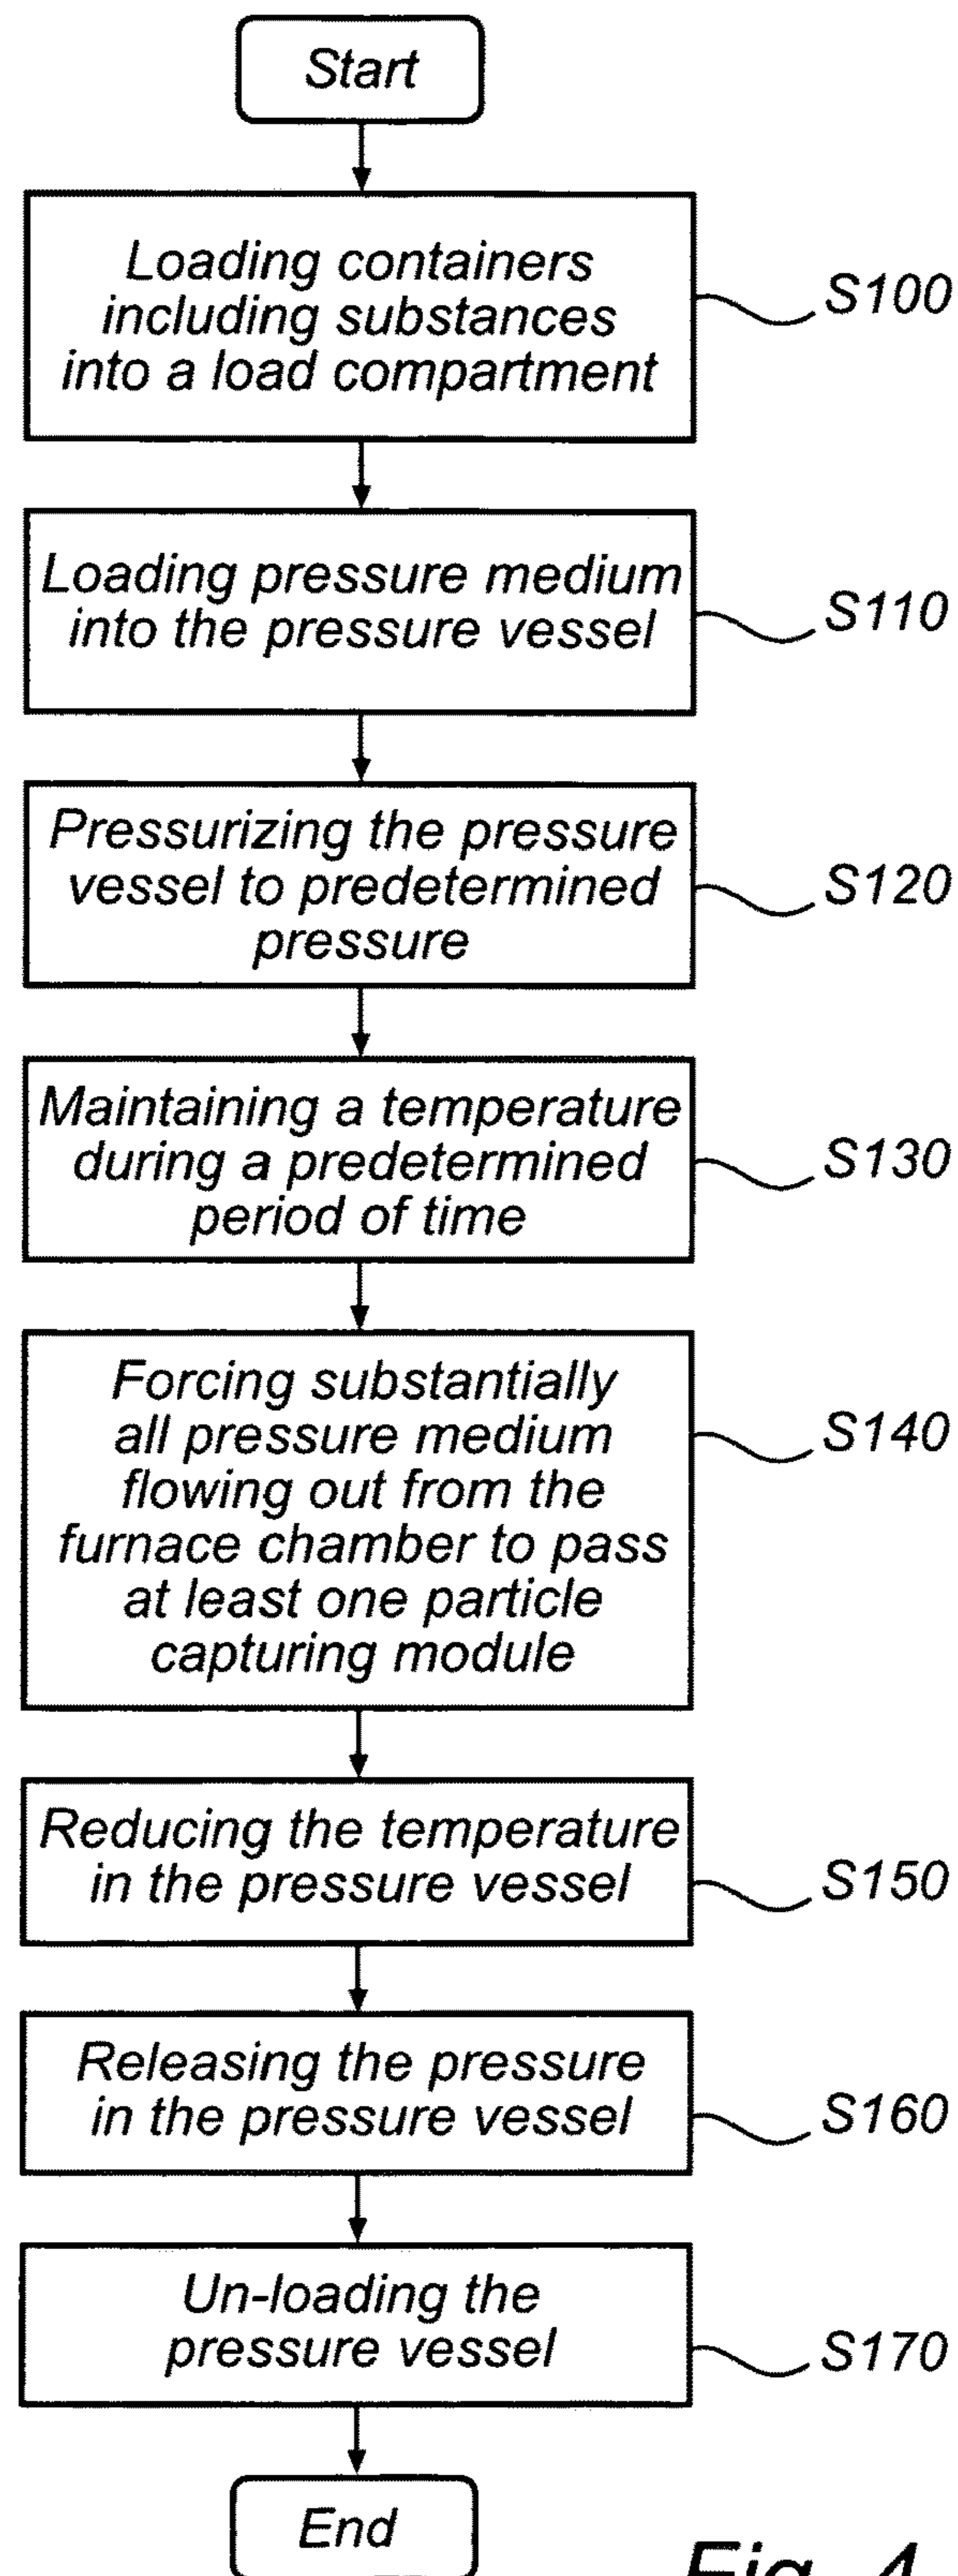 Start
Loading containers
including substances
into a load compartment
S100
Loading pressure medium
into the pressure vessel
S110
Pressurizing the pressure
vessel to predetermined
pressure
S120
Maintaining a temperature
during a predetermined
period of time
S130
Forcing substantially
all pressure medium
flowing out from the
furnace chamber to pass
at least one particle
capturing module
S140
Reducing the temperature
in the pressure vessel
S150
Releasing the pressure
in the pressure vessel
S160
Un-loading the
pressure vessel
S170
End
Fig. 4